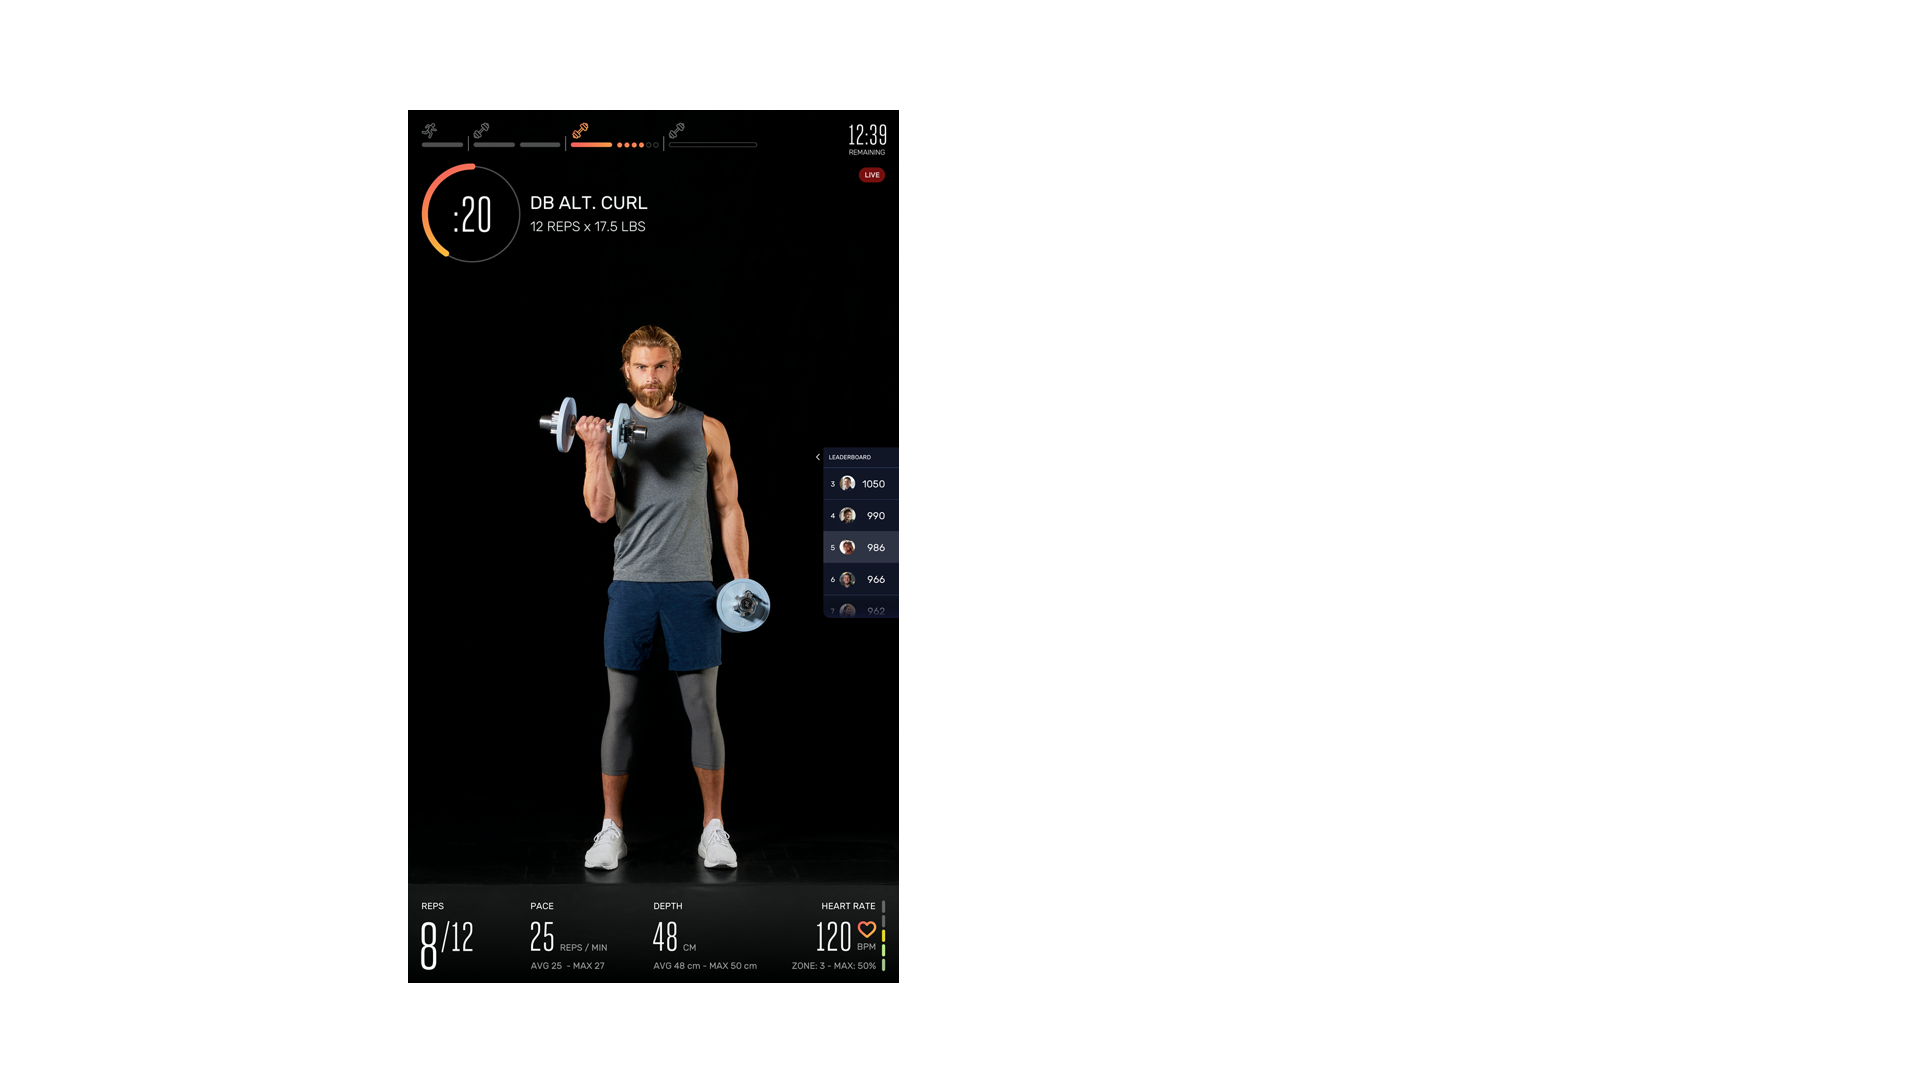 12:39
REMAINING
LIVE
:20
DB ALT. CURL
12 REPS x 17.5 LBS
LEADERBOARD
3 1050
4 990
5 986
6 966
7 962
REPS
8/12
PACE
25 REPS / MIN
AVG 25 - MAX 27
DEPTH
48 CM
AVG 48 cm - MAX 50 cm
HEART RATE
120 BPM
ZONE: 3 - MAX: 50%